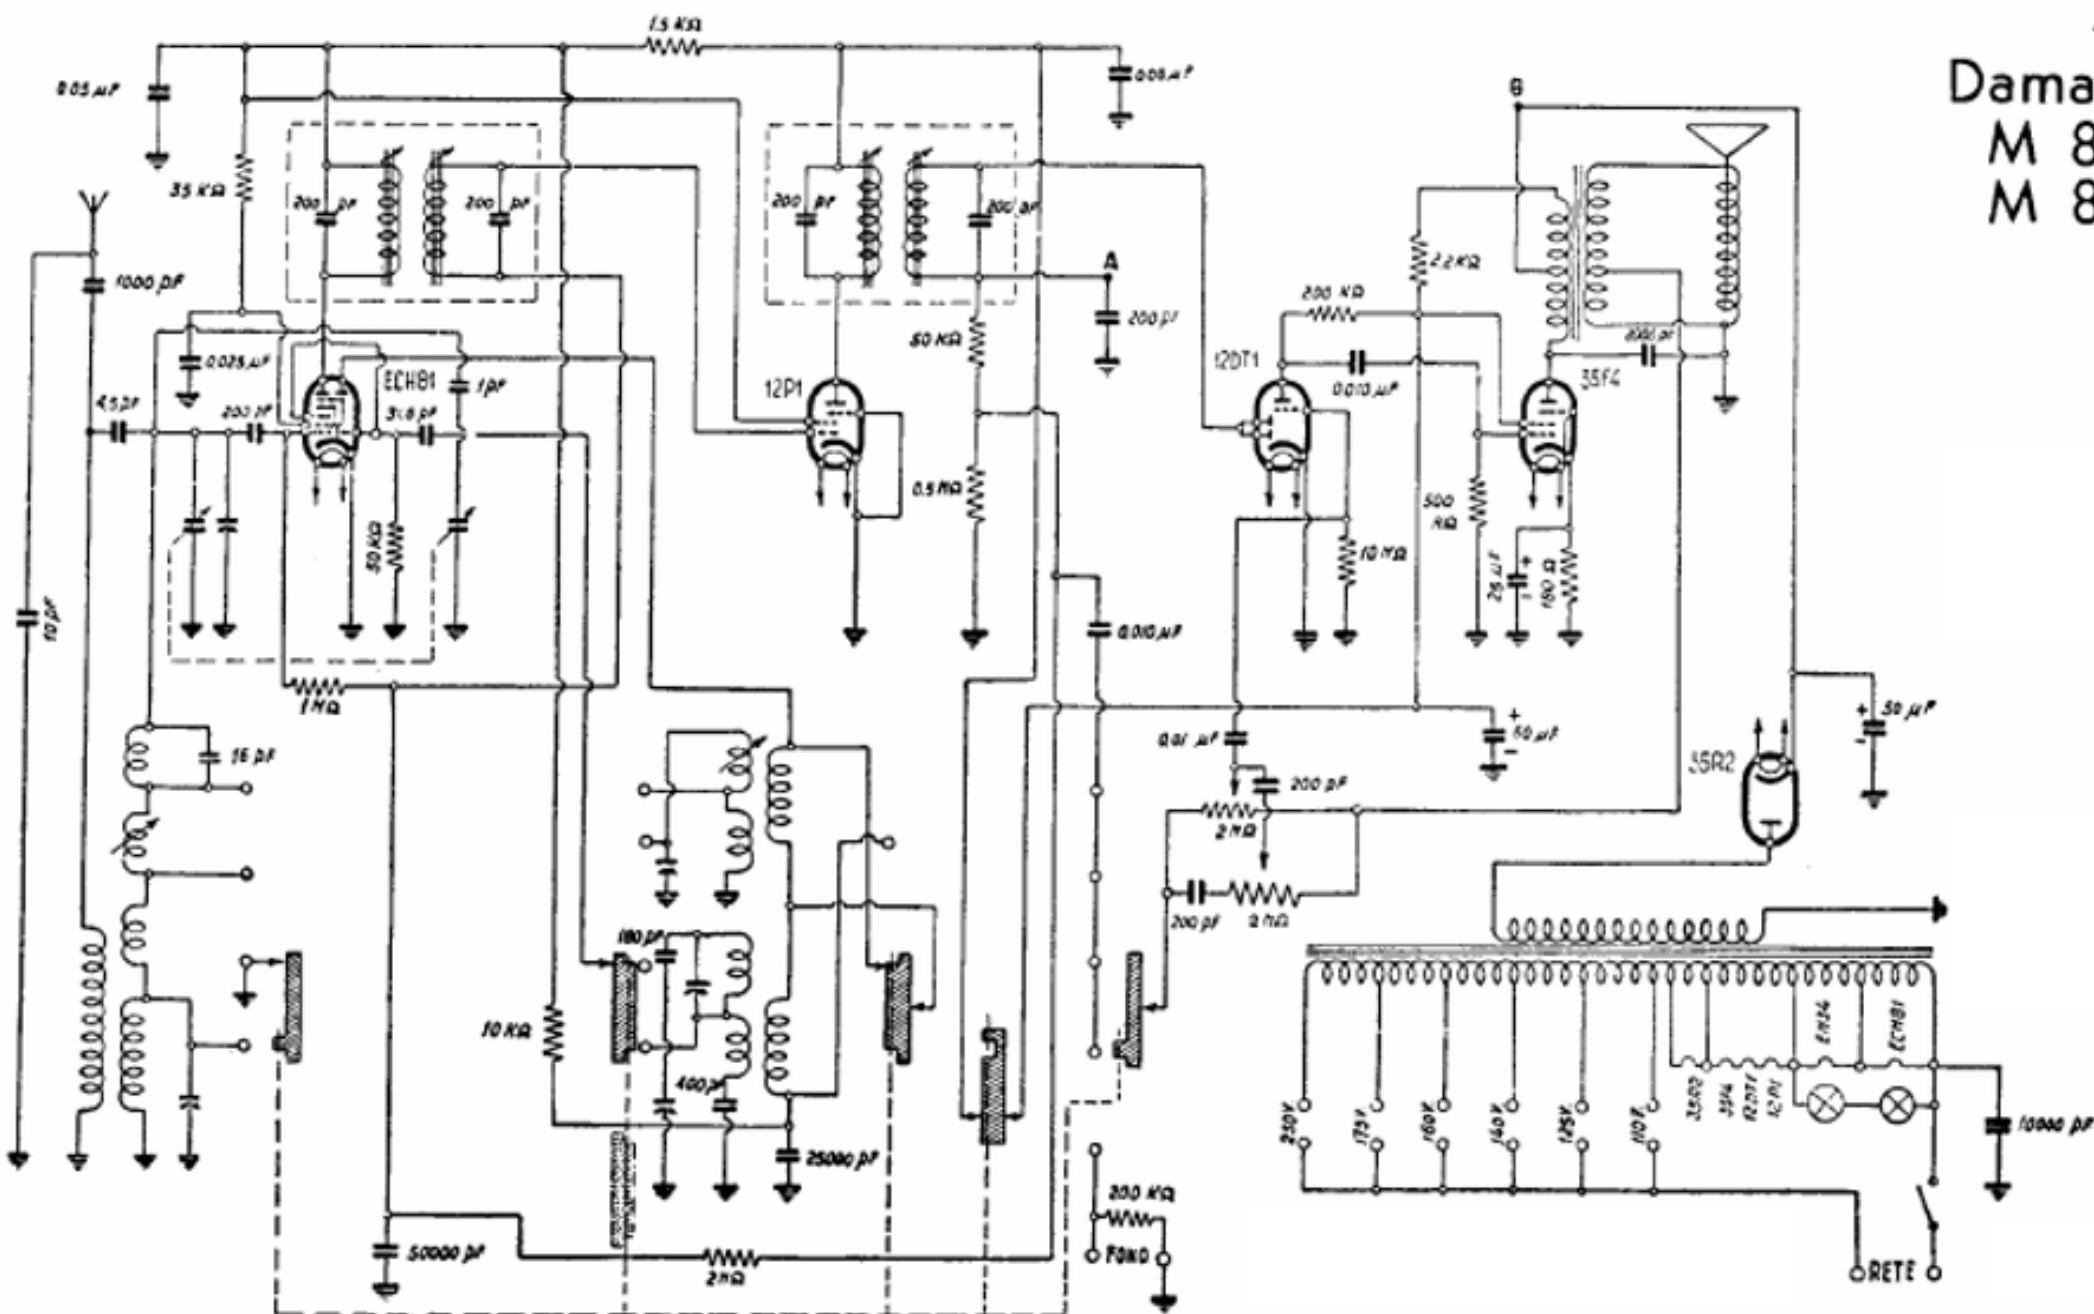 Dama
M 8
M 8
1.5 KΩ
0.05 µF
0.05 µF
35 KΩ
200 pF
200 pF
200 pF
200 pF
1000 pF
A
B
2.2 KΩ
200 KΩ
200 pF
50 KΩ
2000 pF
0.025 µF
ECH81
1 pF
12P1
12DT1
0.010 µF
35F4
4,5 pF
200 pF
0.5 MΩ
500
KΩ
50 KΩ
10 MΩ
25 µF
+
180 Ω
10 pF
0.010 µF
1 MΩ
16 pF
0.01 µF
+
50 µF
-
35R2
+
50 µF
-
200 pF
2 MΩ
200 pF
2 MΩ
180 pF
10 KΩ
400 pF
25000 pF
230V
175V
160V
140V
125V
110V
35R2
35F4
12DT1
12P1
EM34
ECH81
10000 pF
200 KΩ
50000 pF
2 MΩ
FONO
RETE